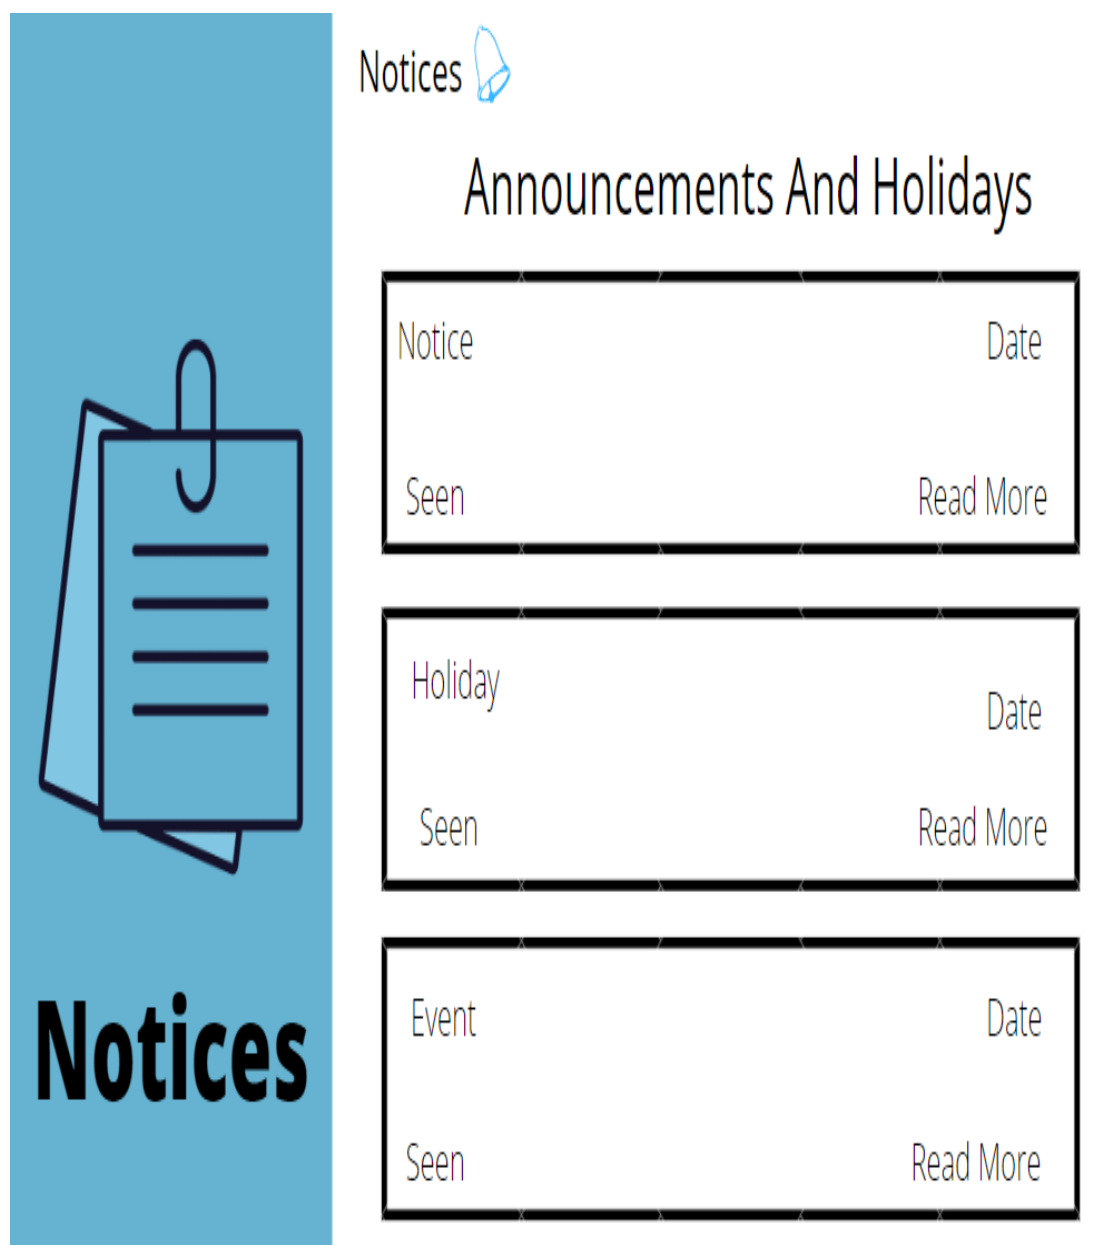 Notices
Announcements And Holidays
Notice Date
Seen Read More
Holiday Date
Seen Read More
Event Date
Seen Read More
Notices